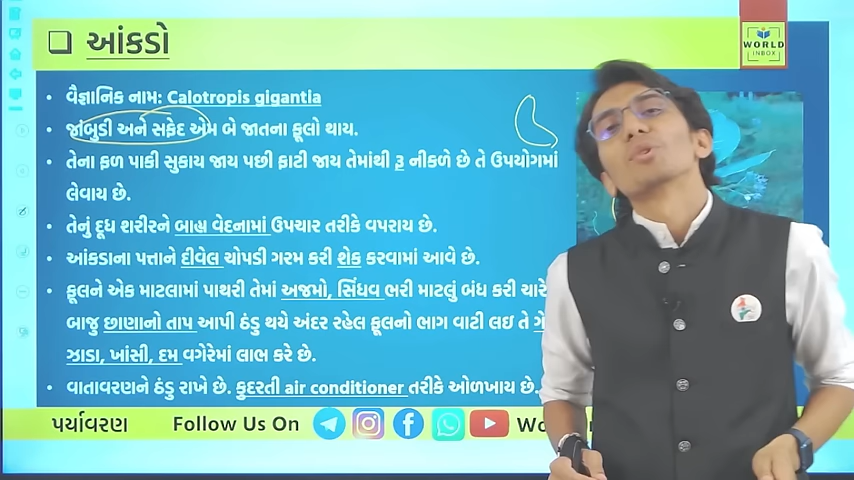 આંકડો
WORLD
INBOX
વૈજ્ઞાનિક નામ: Calotropis gigantia
જાંબુડી અને સફેદ એમ બે જાતના ફૂલો થાય.
તેના ફળ પાકી સુકાય જાય પછી ફાટી જાય તેમાંથી રૂ નીકળે છે તે ઉપયોગમાં
લેવાય છે.
તેનું દૂધ શરીરને બાહ્ય વેદનામાં ઉપચાર તરીકે વપરાય છે.
આંકડાના પત્તાને દીવેલ ચોપડી ગરમ કરી શેક કરવામાં આવે છે.
ફૂલને એક માટલામાં પાથરી તેમાં અજમો, સિંધવ ભરી માટલું બંધ કરી ચારે
બાજુ છાણાનો તાપ આપી ઠંડુ થયે અંદર રહેલ ફૂલનો ભાગ વાટી લઇ તે
ઝાડા, ખાંસી, દમ વગેરેમાં લાભ કરે છે.
વાતાવરણને ઠંડુ રાખે છે. કુદરતી air conditioner તરીકે ઓળખાય છે.
પર્યાવરણ Follow Us On